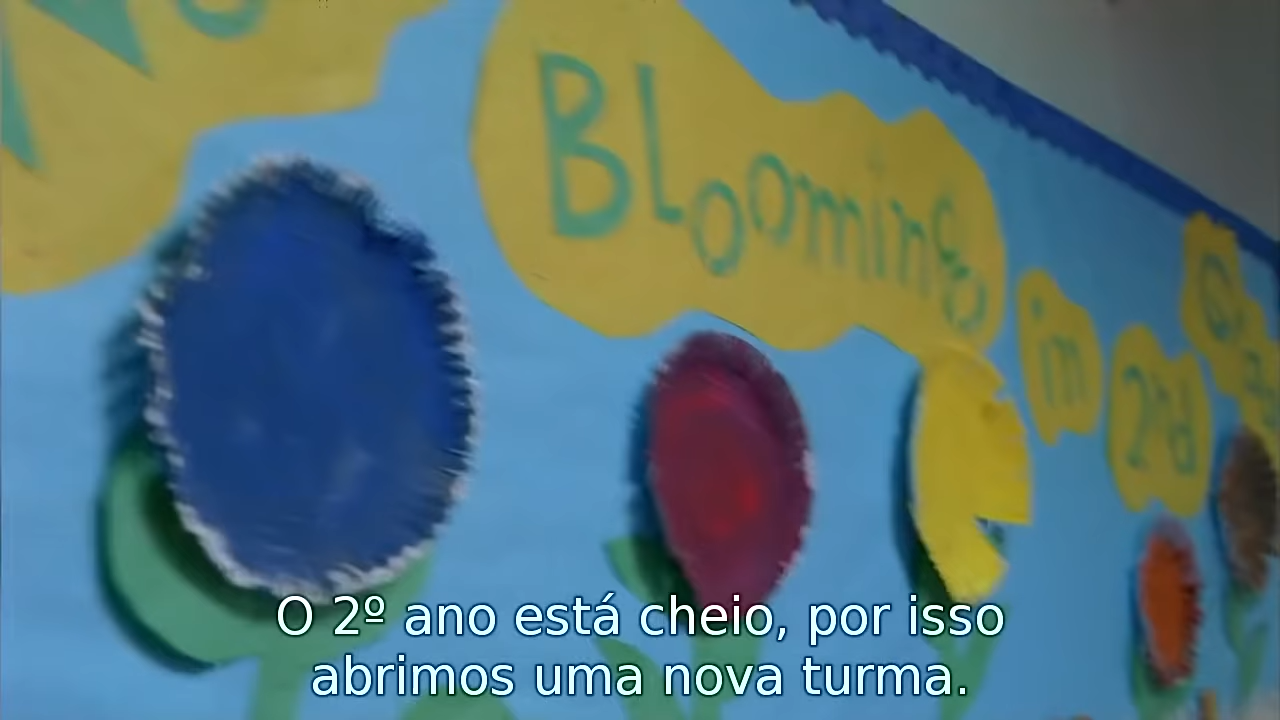 Blooming
in
2nd
O 2º ano está cheio, por isso
abrimos uma nova turma.